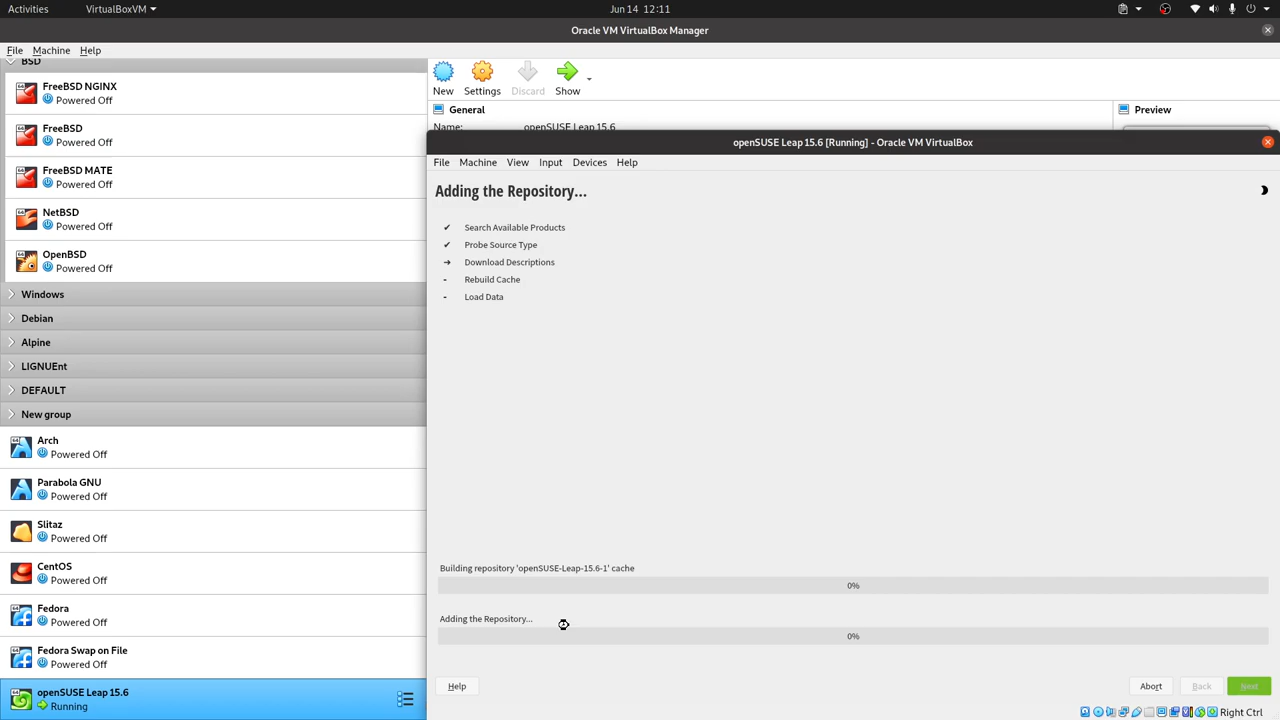 Activities
VirtualBoxVM
Jun 14 12:11
Oracle VM VirtualBox Manager
File Machine Help
BSD
FreeBSD NGINX
Powered Off
FreeBSD
Powered Off
FreeBSD MATE
Powered Off
NetBSD
Powered Off
OpenBSD
Powered Off
Windows
Debian
Alpine
LIGNUEnt
DEFAULT
New group
Arch
Powered Off
Parabola GNU
Powered Off
Slitaz
Powered Off
CentOS
Powered Off
Fedora
Powered Off
Fedora Swap on File
Powered Off
openSUSE Leap 15.6
Running
New Settings Discard Show
General
Preview
Name: openSUSE Leap 15.6
openSUSE Leap 15.6 [Running] - Oracle VM VirtualBox
File Machine View Input Devices Help
Adding the Repository...
✔ Search Available Products
✔ Probe Source Type
➔ Download Descriptions
- Rebuild Cache
- Load Data
Building repository 'openSUSE-Leap-15.6-1' cache
0%
Adding the Repository...
0%
Help Abort Back Next
Right Ctrl